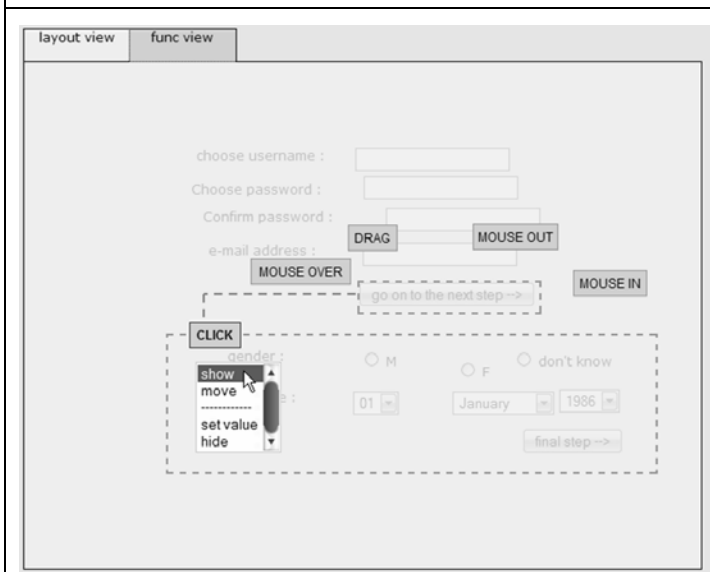 layout view func view
choose username :
Choose password :
Confirm password :
DRAG MOUSE OUT
e-mail address :
MOUSE OVER
go on to the next step --> MOUSE IN
CLICK
gender : M F don't know
show
move
------------
set value
hide
01 January 1986
final step -->